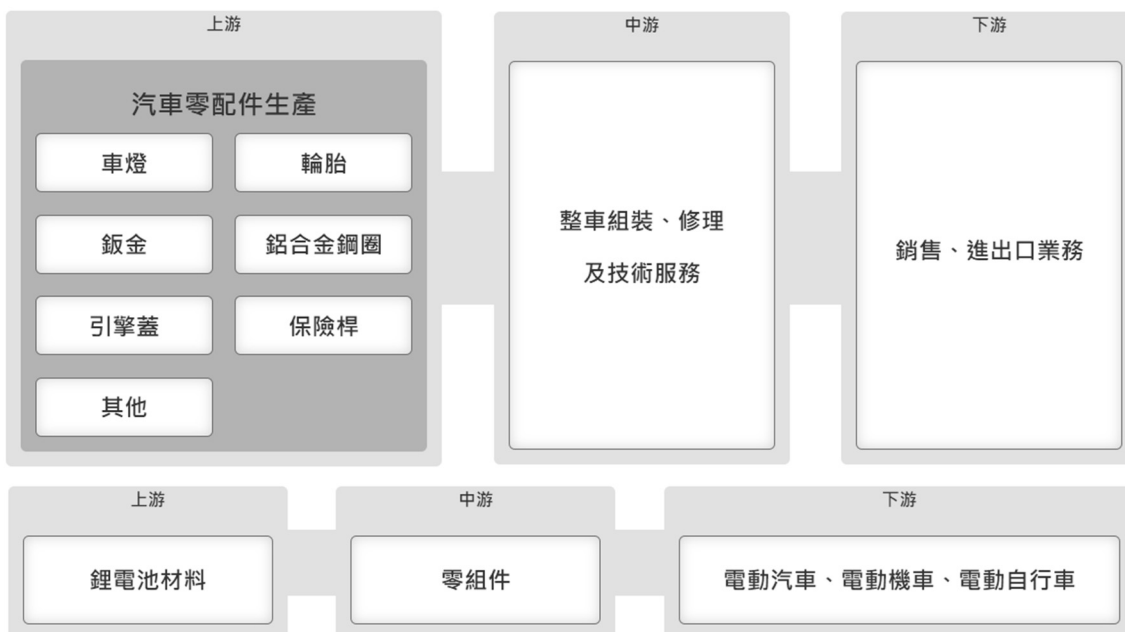 上游
汽車零配件生產
車燈
輪胎
鈑金
鋁合金鋼圈
引擎蓋
保險桿
其他
中游
整車組裝、修理
及技術服務
下游
銷售、進出口業務
上游
鋰電池材料
中游
零組件
下游
電動汽車、電動機車、電動自行車